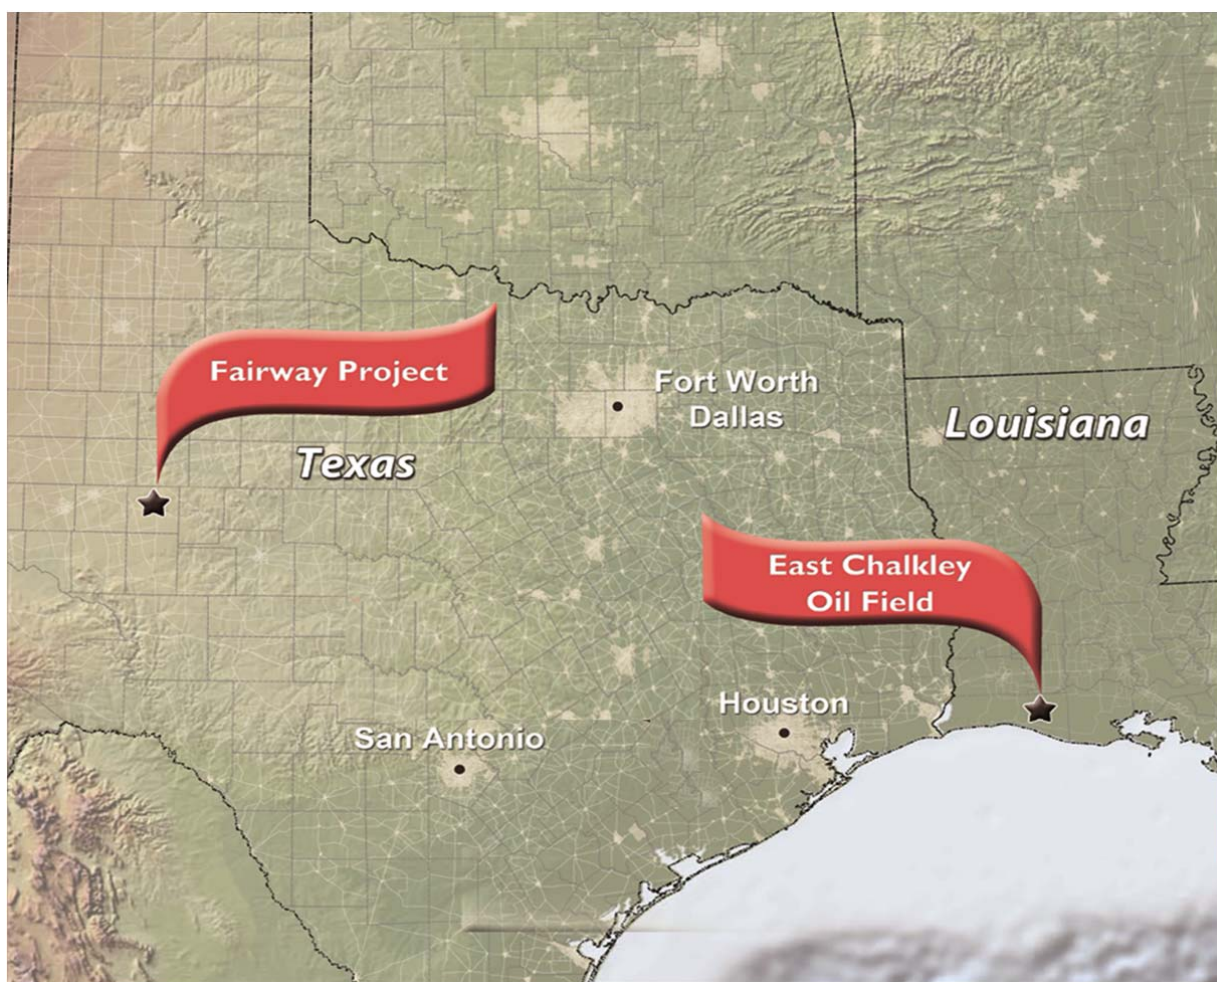 Fairway Project
Fort Worth
Dallas
Texas
Louisiana
East Chalkley
Oil Field
Houston
San Antonio